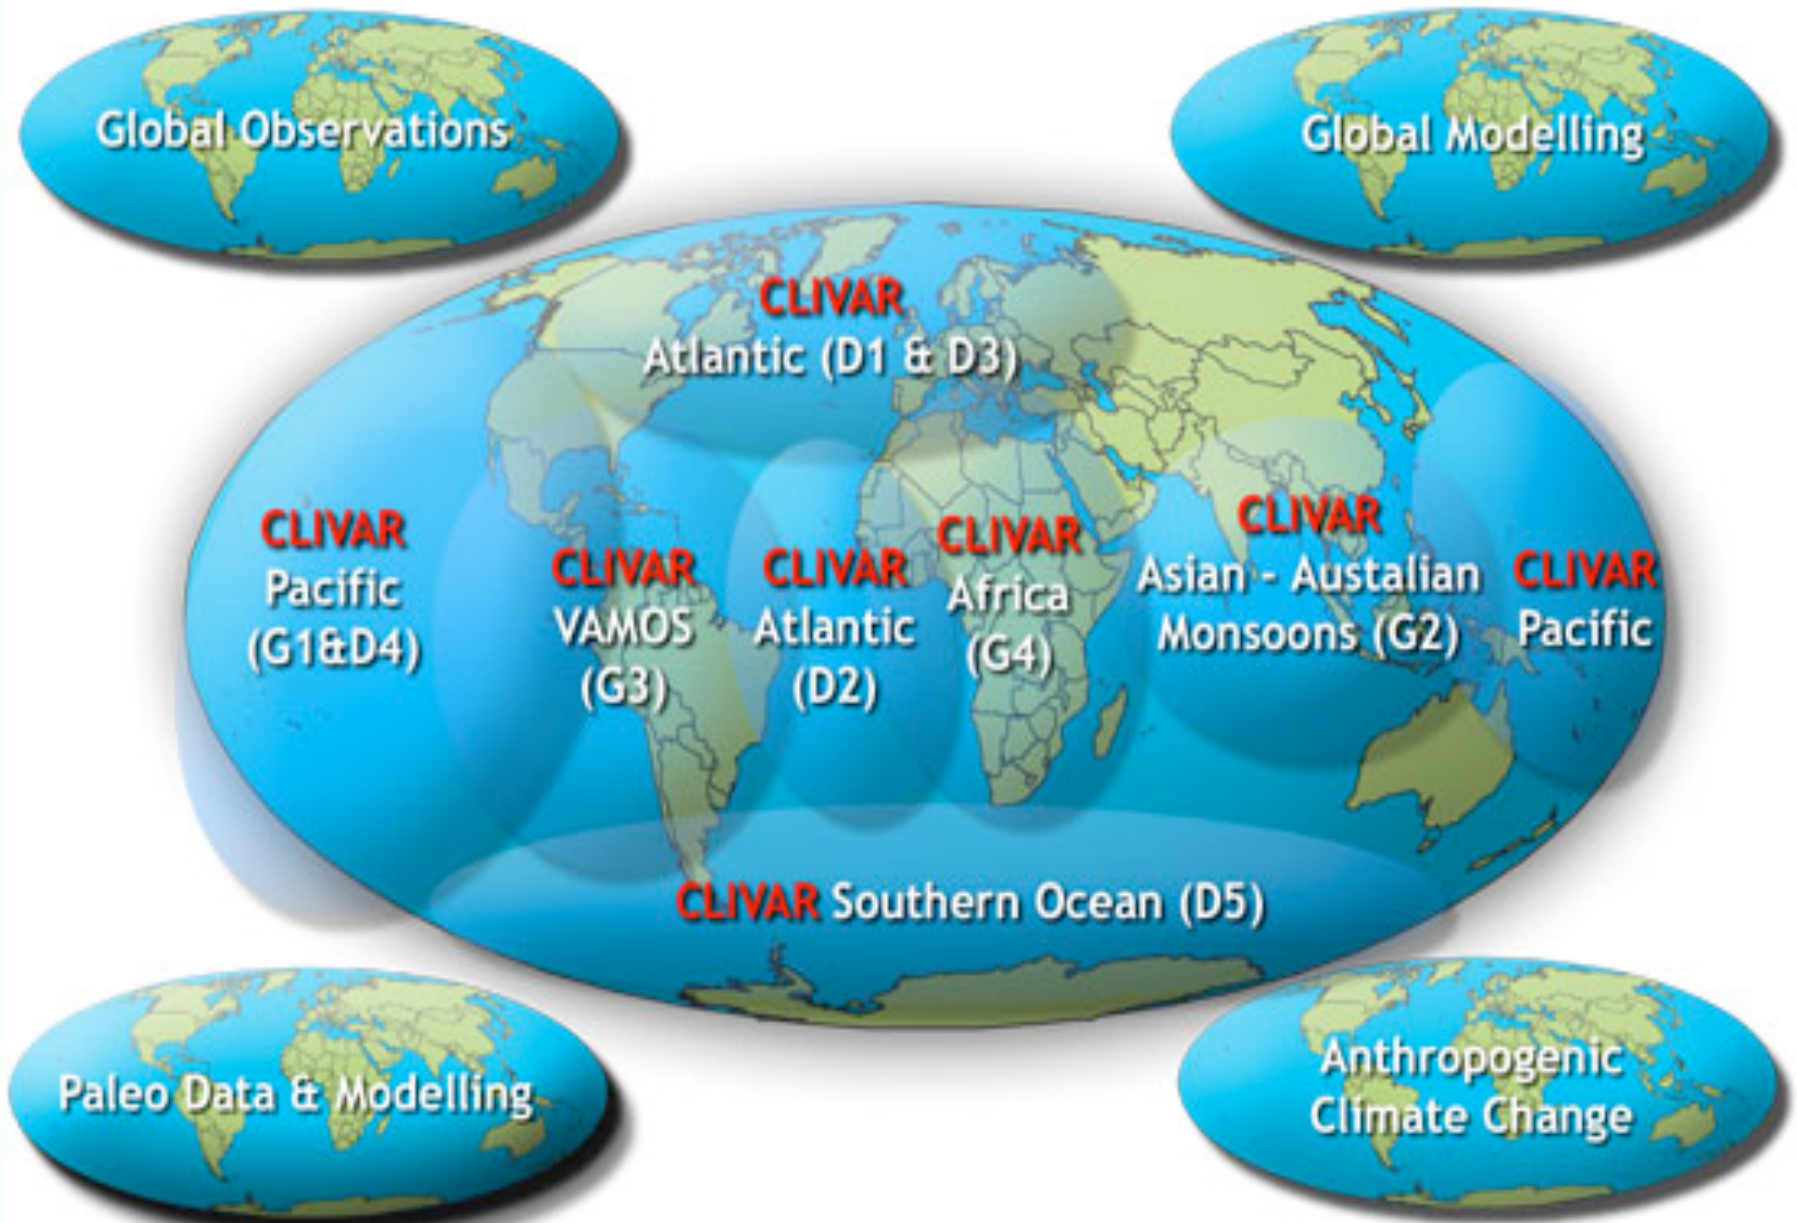 Global Observations
Global Modelling
CLIVAR
Atlantic (D1 & D3)
CLIVAR
Pacific
(G1&D4)
CLIVAR
VAMOS
(G3)
CLIVAR
Atlantic
(D2)
CLIVAR
Africa
(G4)
CLIVAR
Asian - Austalian
Monsoons (G2)
CLIVAR
Pacific
CLIVAR Southern Ocean (D5)
Paleo Data & Modelling
Anthropogenic
Climate Change